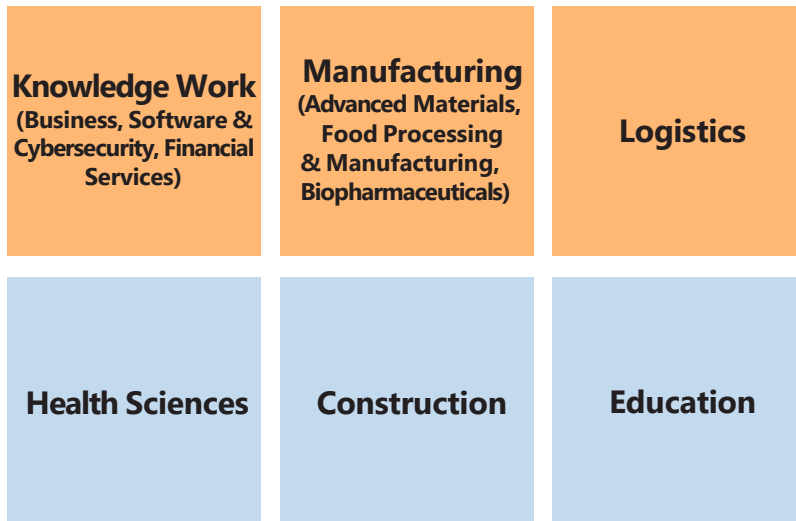 Knowledge Work
(Business, Software &
Cybersecurity, Financial
Services)
Manufacturing
(Advanced Materials,
Food Processing
& Manufacturing,
Biopharmaceuticals)
Logistics
Health Sciences
Construction
Education